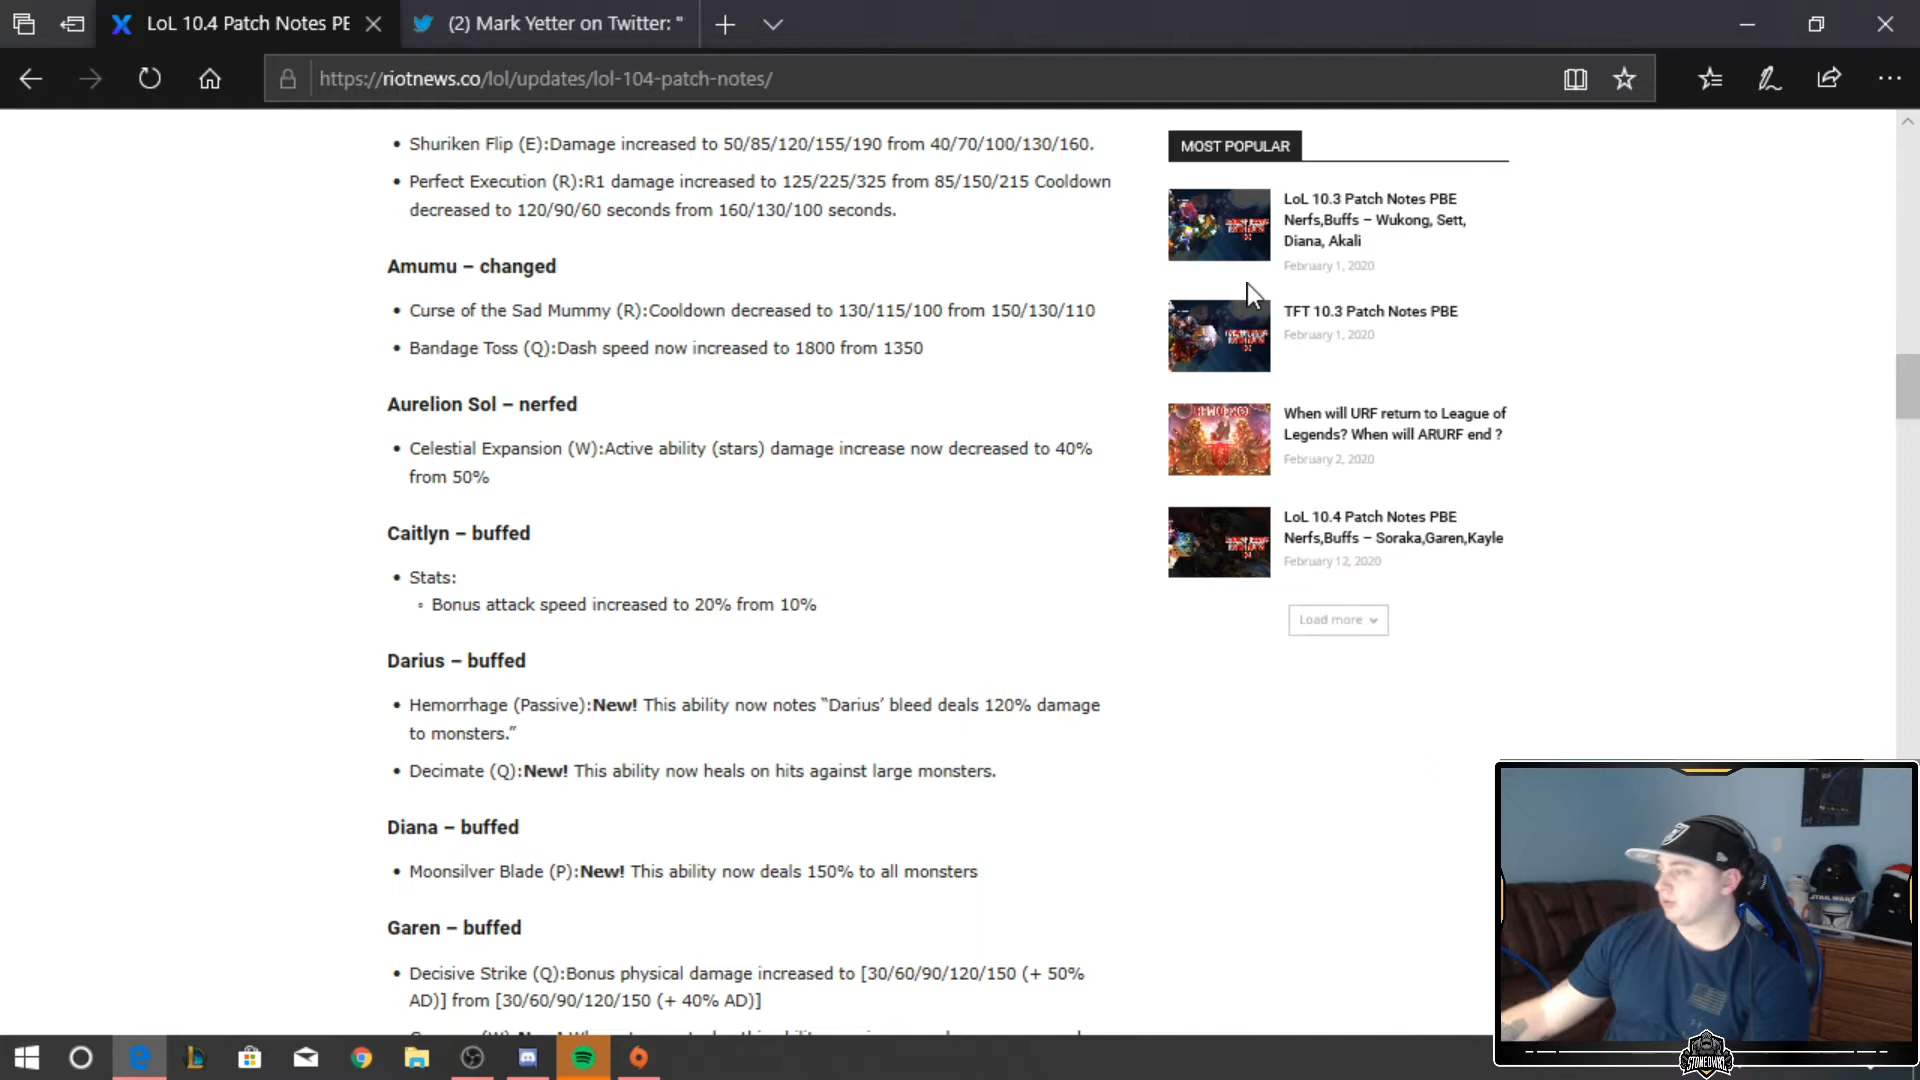 LoL 10.4 Patch Notes PE
(2) Mark Yetter on Twitter: "
https://riotnews.co/lol/updates/lol-104-patch-notes/
• Shuriken Flip (E):Damage increased to 50/85/120/155/190 from 40/70/100/130/160.
• Perfect Execution (R):R1 damage increased to 125/225/325 from 85/150/215 Cooldown
decreased to 120/90/60 seconds from 160/130/100 seconds.
Amumu – changed
• Curse of the Sad Mummy (R):Cooldown decreased to 130/115/100 from 150/130/110
• Bandage Toss (Q):Dash speed now increased to 1800 from 1350
Aurelion Sol – nerfed
• Celestial Expansion (W):Active ability (stars) damage increase now decreased to 40%
from 50%
Caitlyn – buffed
• Stats:
◦ Bonus attack speed increased to 20% from 10%
Darius – buffed
• Hemorrhage (Passive):New! This ability now notes “Darius’ bleed deals 120% damage
to monsters.”
• Decimate (Q):New! This ability now heals on hits against large monsters.
Diana – buffed
• Moonsilver Blade (P):New! This ability now deals 150% to all monsters
Garen – buffed
• Decisive Strike (Q):Bonus physical damage increased to [30/60/90/120/150 (+ 50%
AD)] from [30/60/90/120/150 (+ 40% AD)]
MOST POPULAR
LoL 10.3 Patch Notes PBE
Nerfs,Buffs – Wukong, Sett,
Diana, Akali
February 1, 2020
TFT 10.3 Patch Notes PBE
February 1, 2020
When will URF return to League of
Legends? When will ARURF end ?
February 2, 2020
LoL 10.4 Patch Notes PBE
Nerfs,Buffs – Soraka,Garen,Kayle
February 12, 2020
Load more
STAR WARS